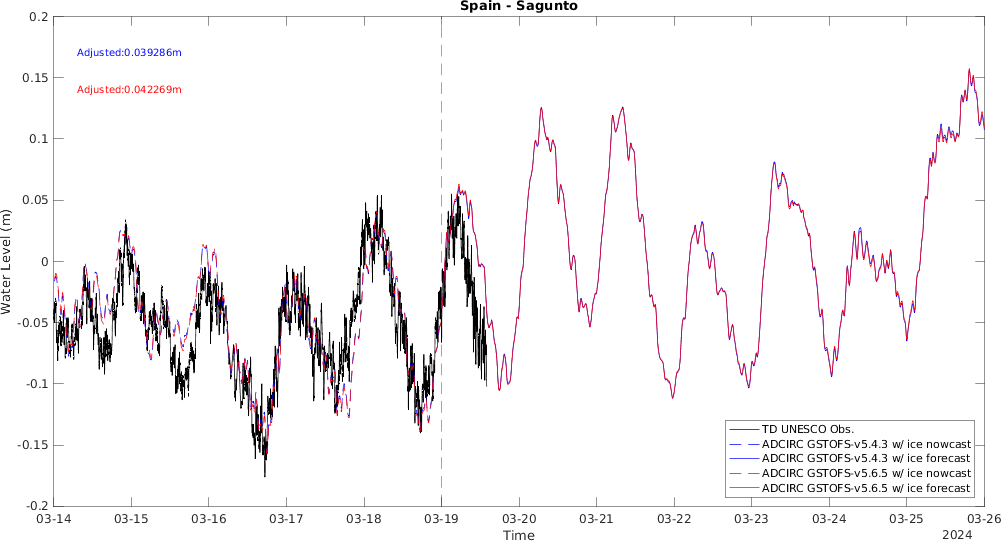 Spain - Sagunto
0.2
0.15
0.1
0.05
0
-0.05
-0.1
-0.15
-0.2
Water Level (m)
Adjusted:0.039286m
Adjusted:0.042269m
TD UNESCO Obs.
ADCIRC GSTOFS-v5.4.3 w/ ice nowcast
ADCIRC GSTOFS-v5.4.3 w/ ice forecast
ADCIRC GSTOFS-v5.6.5 w/ ice nowcast
ADCIRC GSTOFS-v5.6.5 w/ ice forecast
03-14 03-15 03-16 03-17 03-18 03-19 03-20 03-21 03-22 03-23 03-24 03-25 03-26
Time
2024